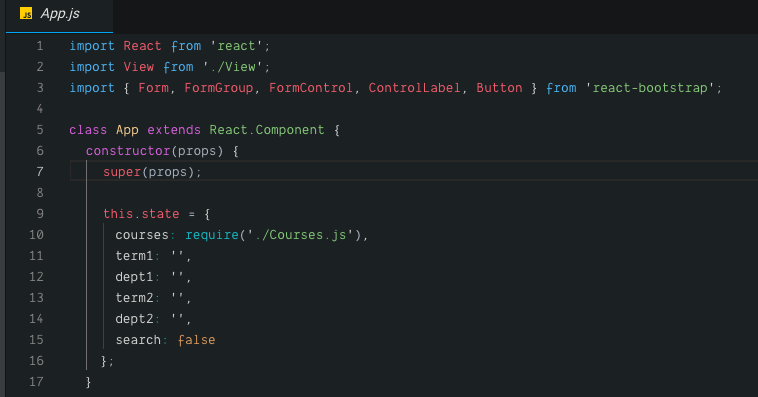 JS App.js
1 import React from 'react';
2 import View from './View';
3 import { Form, FormGroup, FormControl, ControlLabel, Button } from 'react-bootstrap';
4
5 class App extends React.Component {
6 constructor(props) {
7 super(props);
8
9 this.state = {
10 courses: require('./Courses.js'),
11 term1: '',
12 dept1: '',
13 term2: '',
14 dept2: '',
15 search: false
16 };
17 }